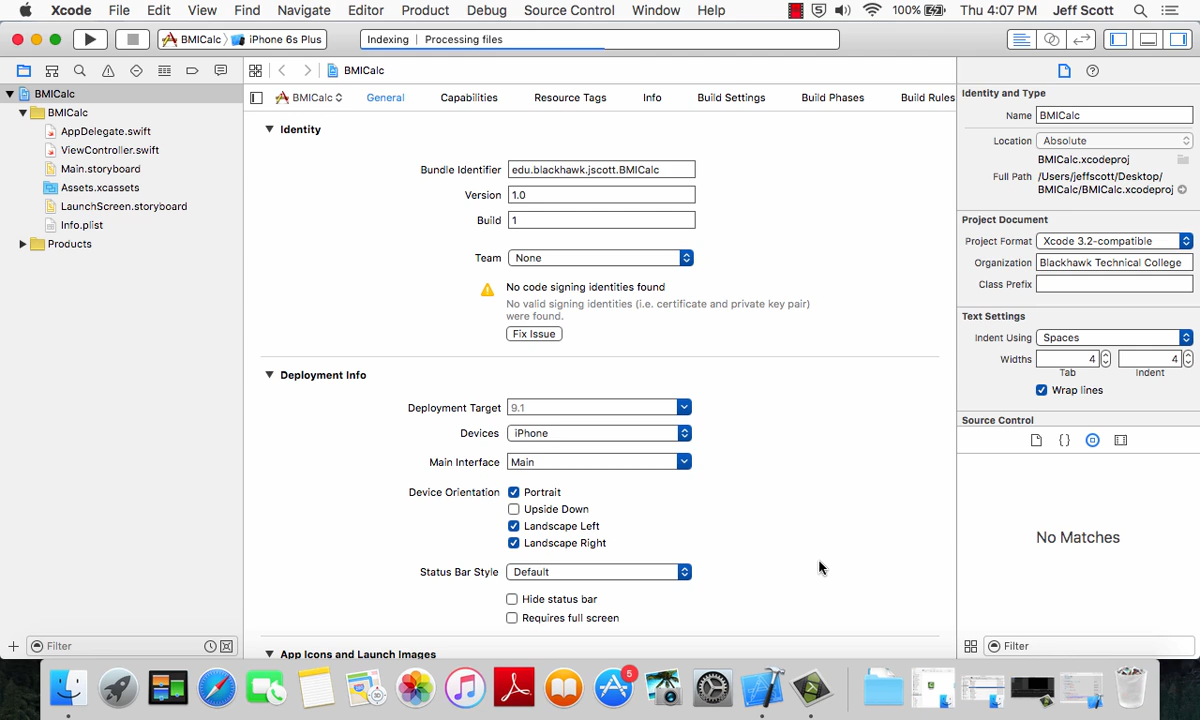 Xcode File Edit View Find Navigate Editor Product Debug Source Control Window Help 100% Thu 4:07 PM Jeff Scott
BMICalc iPhone 6s Plus Indexing | Processing files
BMICalc
BMICalc General Capabilities Resource Tags Info Build Settings Build Phases Build Rules
BMICalc
BMICalc
AppDelegate.swift
ViewController.swift
Main.storyboard
Assets.xcassets
LaunchScreen.storyboard
Info.plist
Products
Filter
Identity
Bundle Identifier edu.blackhawk.jscott.BMICalc
Version 1.0
Build 1
Team None
No code signing identities found
No valid signing identities (i.e. certificate and private key pair)
were found.
Fix Issue
Deployment Info
Deployment Target 9.1
Devices iPhone
Main Interface Main
Device Orientation Portrait
Upside Down
Landscape Left
Landscape Right
Status Bar Style Default
Hide status bar
Requires full screen
App Icons and Launch Images
Identity and Type
Name BMICalc
Location Absolute
BMICalc.xcodeproj
Full Path /Users/jeffscott/Desktop/
BMICalc/BMICalc.xcodeproj
Project Document
Project Format Xcode 3.2-compatible
Organization Blackhawk Technical College
Class Prefix
Text Settings
Indent Using Spaces
Widths 4 4
Tab Indent
Wrap lines
Source Control
No Matches
Filter
5